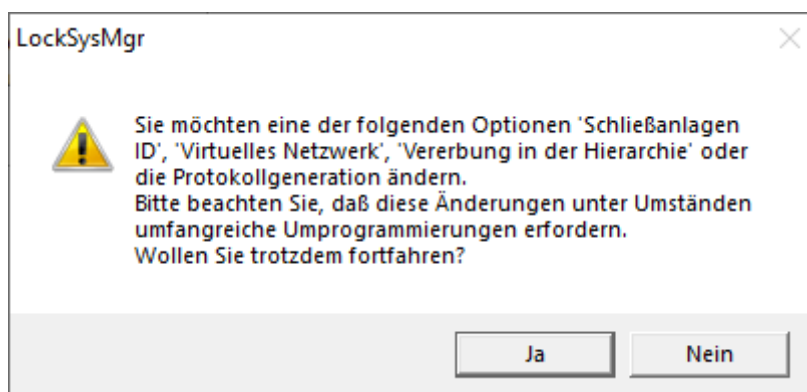 LockSysMgr
Sie möchten eine der folgenden Optionen 'Schließanlagen
ID', 'Virtuelles Netzwerk', 'Vererbung in der Hierarchie' oder
die Protokollgeneration ändern.
Bitte beachten Sie, daß diese Änderungen unter Umständen
umfangreiche Umprogrammierungen erfordern.
Wollen Sie trotzdem fortfahren?
Ja
Nein